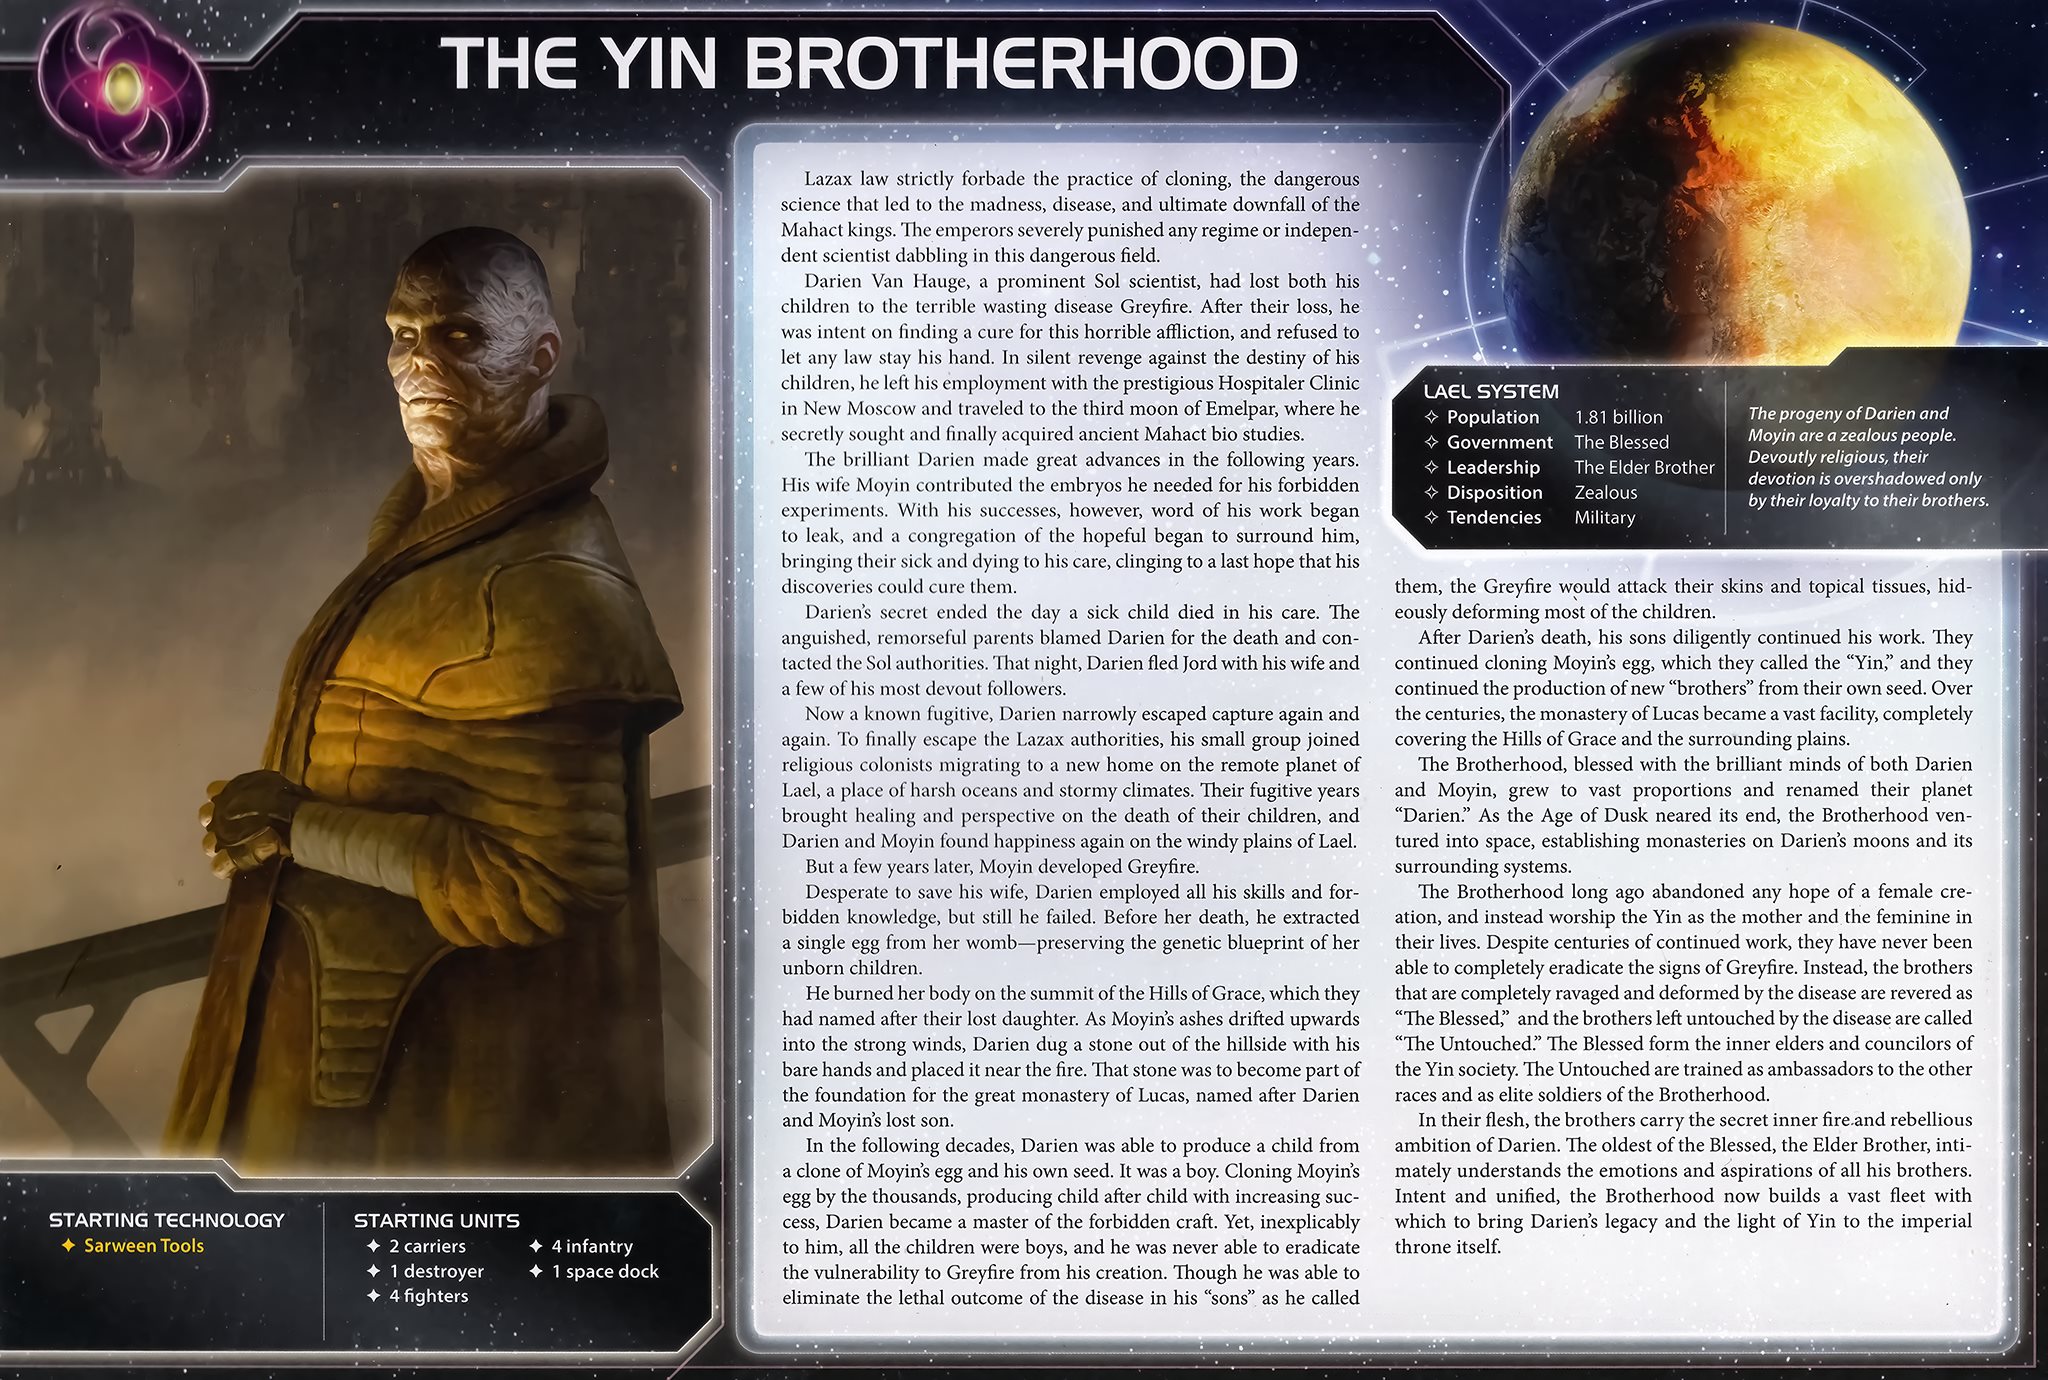 THE YIN BROTHERHOOD
Lazax law strictly forbade the practice of cloning, the dangerous
science that led to the madness, disease, and ultimate downfall of the
Mahact kings. The emperors severely punished any regime or indepen-
dent scientist dabbling in this dangerous field.
Darien Van Hauge, a prominent Sol scientist, had lost both his
children to the terrible wasting disease Greyfire. After their loss, he
was intent on finding a cure for this horrible affliction, and refused to
let any law stay his hand. In silent revenge against the destiny of his
children, he left his employment with the prestigious Hospitaler Clinic
in New Moscow and traveled to the third moon of Emelpar, where he
secretly sought and finally acquired ancient Mahact bio studies.
The brilliant Darien made great advances in the following years.
His wife Moyin contributed the embryos he needed for his forbidden
experiments. With his successes, however, word of his work began
to leak, and a congregation of the hopeful began to surround him,
bringing their sick and dying to his care, clinging to a last hope that his
discoveries could cure them.
Darien's secret ended the day a sick child died in his care. The
anguished, remorseful parents blamed Darien for the death and con-
tacted the Sol authorities. That night, Darien fled Jord with his wife and
a few of his most devout followers.
Now a known fugitive, Darien narrowly escaped capture again and
again. To finally escape the Lazax authorities, his small group joined
religious colonists migrating to a new home on the remote planet of
Lael, a place of harsh oceans and stormy climates. Their fugitive years
brought healing and perspective on the death of their children, and
Darien and Moyin found happiness again on the windy plains of Lael.
But a few years later, Moyin developed Greyfire.
Desperate to save his wife, Darien employed all his skills and for-
bidden knowledge, but still he failed. Before her death, he extracted
a single egg from her womb—preserving the genetic blueprint of her
unborn children.
He burned her body on the summit of the Hills of Grace, which they
had named after their lost daughter. As Moyin's ashes drifted upwards
into the strong winds, Darien dug a stone out of the hillside with his
bare hands and placed it near the fire. That stone was to become part of
the foundation for the great monastery of Lucas, named after Darien
and Moyin's lost son.
In the following decades, Darien was able to produce a child from
a clone of Moyin's egg and his own seed. It was a boy. Cloning Moyin's
egg by the thousands, producing child after child with increasing suc-
cess, Darien became a master of the forbidden craft. Yet, inexplicably
to him, all the children were boys, and he was never able to eradicate
the vulnerability to Greyfire from his creation. Though he was able to
eliminate the lethal outcome of the disease in his “sons” as he called
LAEL SYSTEM
Population 1.81 billion
Government The Blessed
Leadership The Elder Brother
Disposition Zealous
Tendencies Military
The progeny of Darien and
Moyin are a zealous people.
Devoutly religious, their
devotion is overshadowed only
by their loyalty to their brothers.
them, the Greyfire would attack their skins and topical tissues, hid-
eously deforming most of the children.
After Darien's death, his sons diligently continued his work. They
continued cloning Moyin's egg, which they called the “Yin,” and they
continued the production of new “brothers” from their own seed. Over
the centuries, the monastery of Lucas became a vast facility, completely
covering the Hills of Grace and the surrounding plains.
The Brotherhood, blessed with the brilliant minds of both Darien
and Moyin, grew to vast proportions and renamed their planet
“Darien.” As the Age of Dusk neared its end, the Brotherhood ven-
tured into space, establishing monasteries on Darien's moons and its
surrounding systems.
The Brotherhood long ago abandoned any hope of a female cre-
ation, and instead worship the Yin as the mother and the feminine in
their lives. Despite centuries of continued work, they have never been
able to completely eradicate the signs of Greyfire. Instead, the brothers
that are completely ravaged and deformed by the disease are revered as
“The Blessed,” and the brothers left untouched by the disease are called
“The Untouched.” The Blessed form the inner elders and councilors of
the Yin society. The Untouched are trained as ambassadors to the other
races and as elite soldiers of the Brotherhood.
In their flesh, the brothers carry the secret inner fire and rebellious
ambition of Darien. The oldest of the Blessed, the Elder Brother, inti-
mately understands the emotions and aspirations of all his brothers.
Intent and unified, the Brotherhood now builds a vast fleet with
which to bring Darien's legacy and the light of Yin to the imperial
throne itself.
STARTING TECHNOLOGY
Sarween Tools
STARTING UNITS
2 carriers
1 destroyer
4 fighters
4 infantry
1 space dock